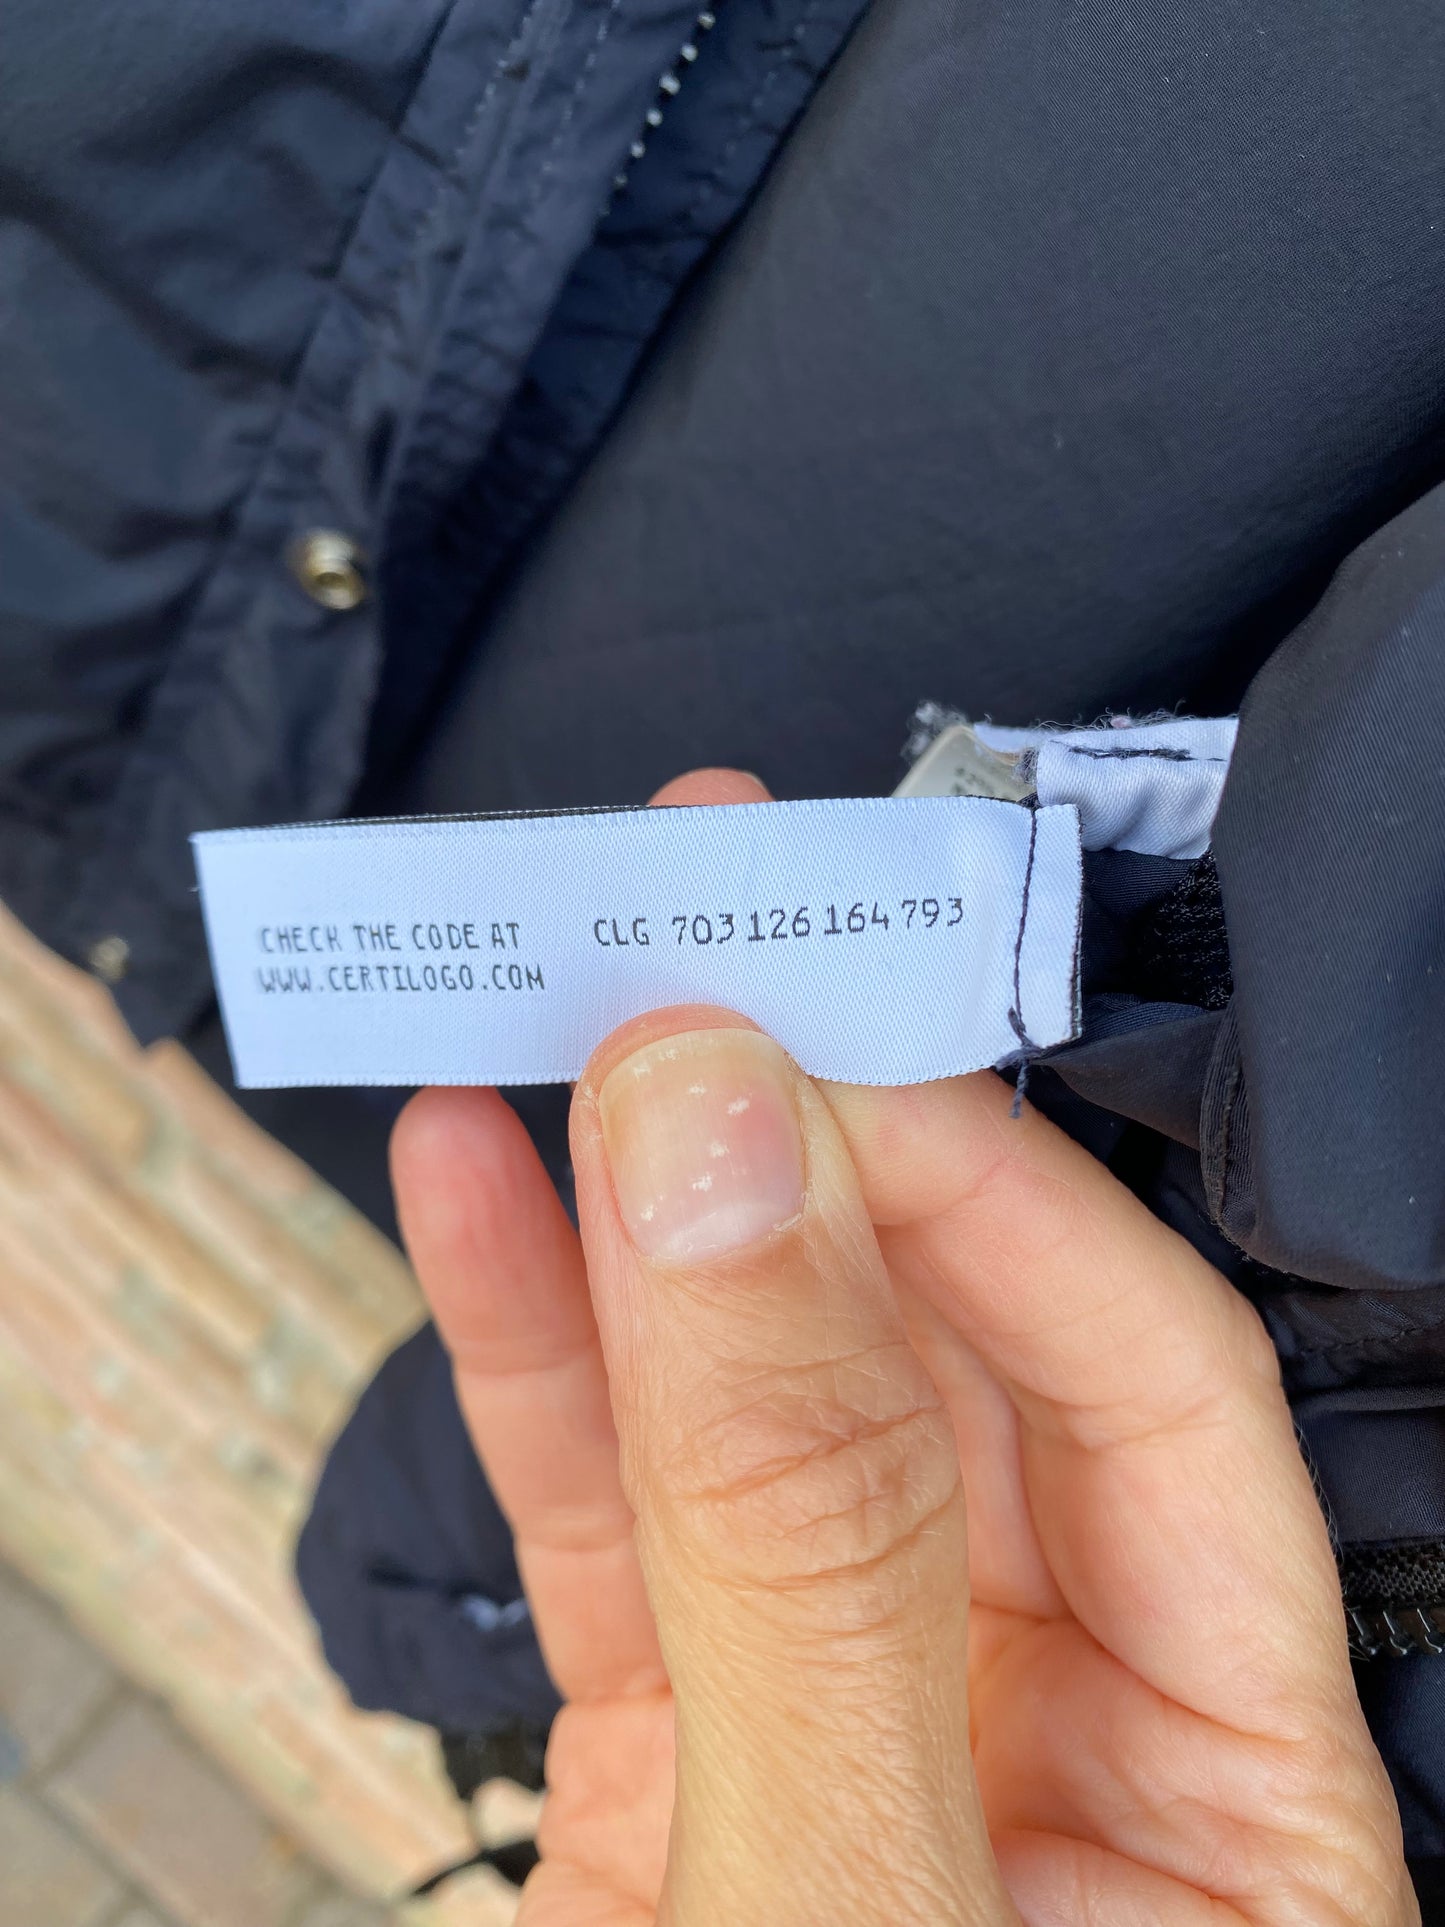 CHECK THE CODE AT
WWW.CERTILOGO.COM
CLG 703 126 164 793